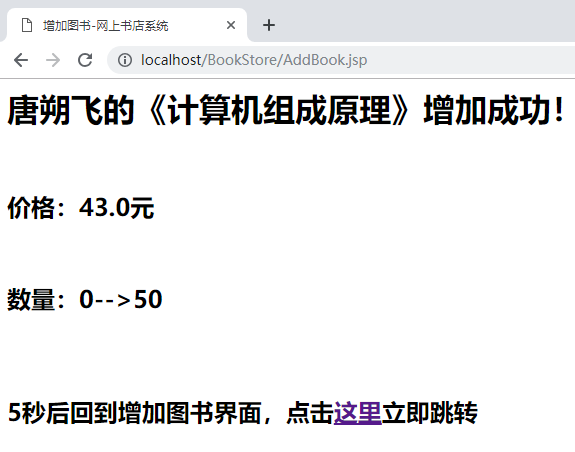 增加图书-网上书店系统
localhost/BookStore/AddBook.jsp
唐朔飞的《计算机组成原理》增加成功！
价格：43.0元
数量：0-->50
5秒后回到增加图书界面，点击这里立即跳转